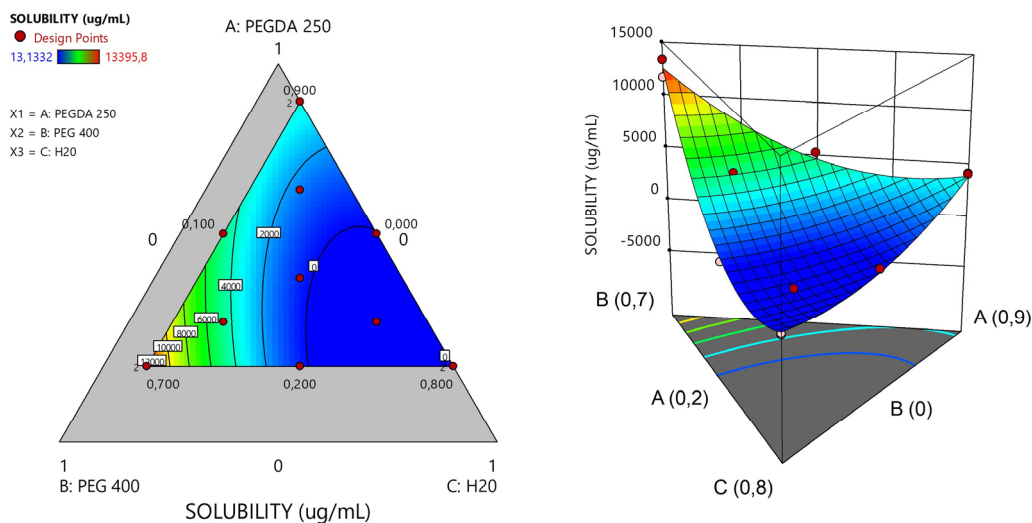 SOLUBILITY (ug/mL)
Design Points
13,1332 13395,8
X1 = A: PEGDA 250
X2 = B: PEG 400
X3 = C: H20
A: PEGDA 250
1
0,900
2
0,100
0,000
0
0
2000
0
4000
6000
8000
10000
12000
0
2
2
0,700
0,200
0,800
1
0
1
B: PEG 400
C: H20
SOLUBILITY (ug/mL)
15000
10000
5000
0
-5000
SOLUBILITY (ug/mL)
B (0,7)
A (0,9)
A (0,2)
B (0)
C (0,8)